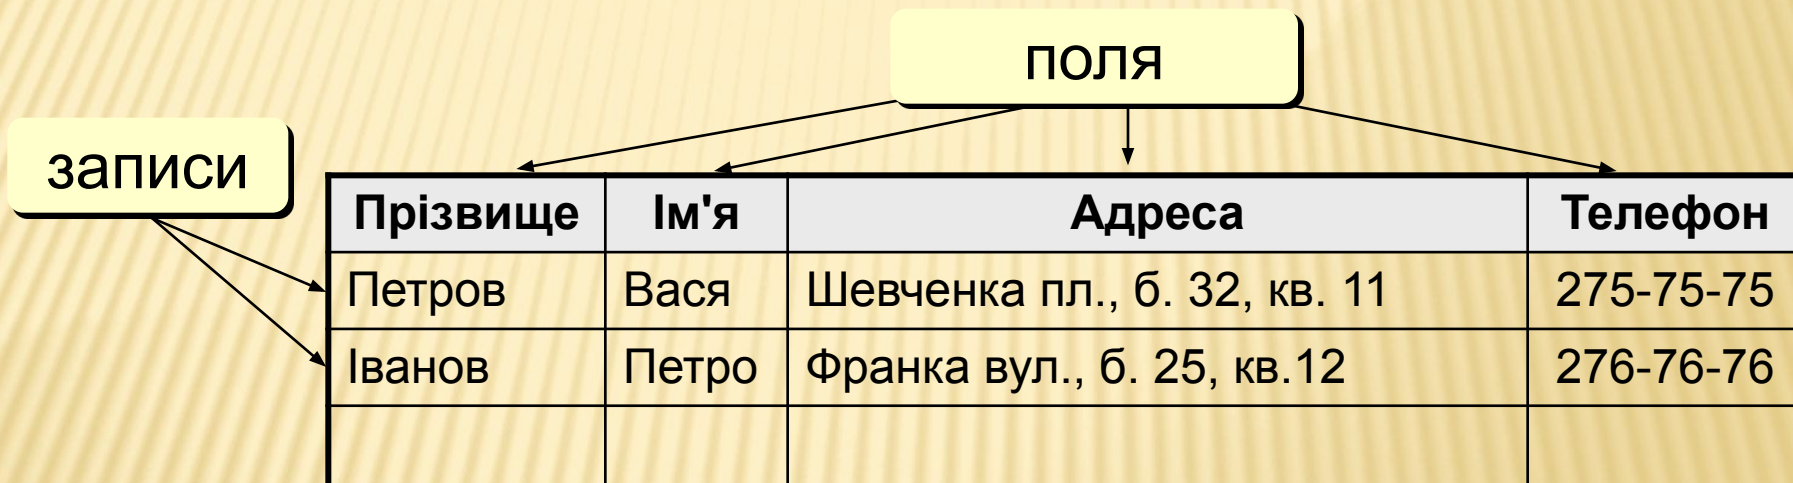 поля
записи
Прізвище Ім'я Адреса Телефон
Петров Вася Шевченка пл., б. 32, кв. 11 275-75-75
Іванов Петро Франка вул., б. 25, кв.12 276-76-76